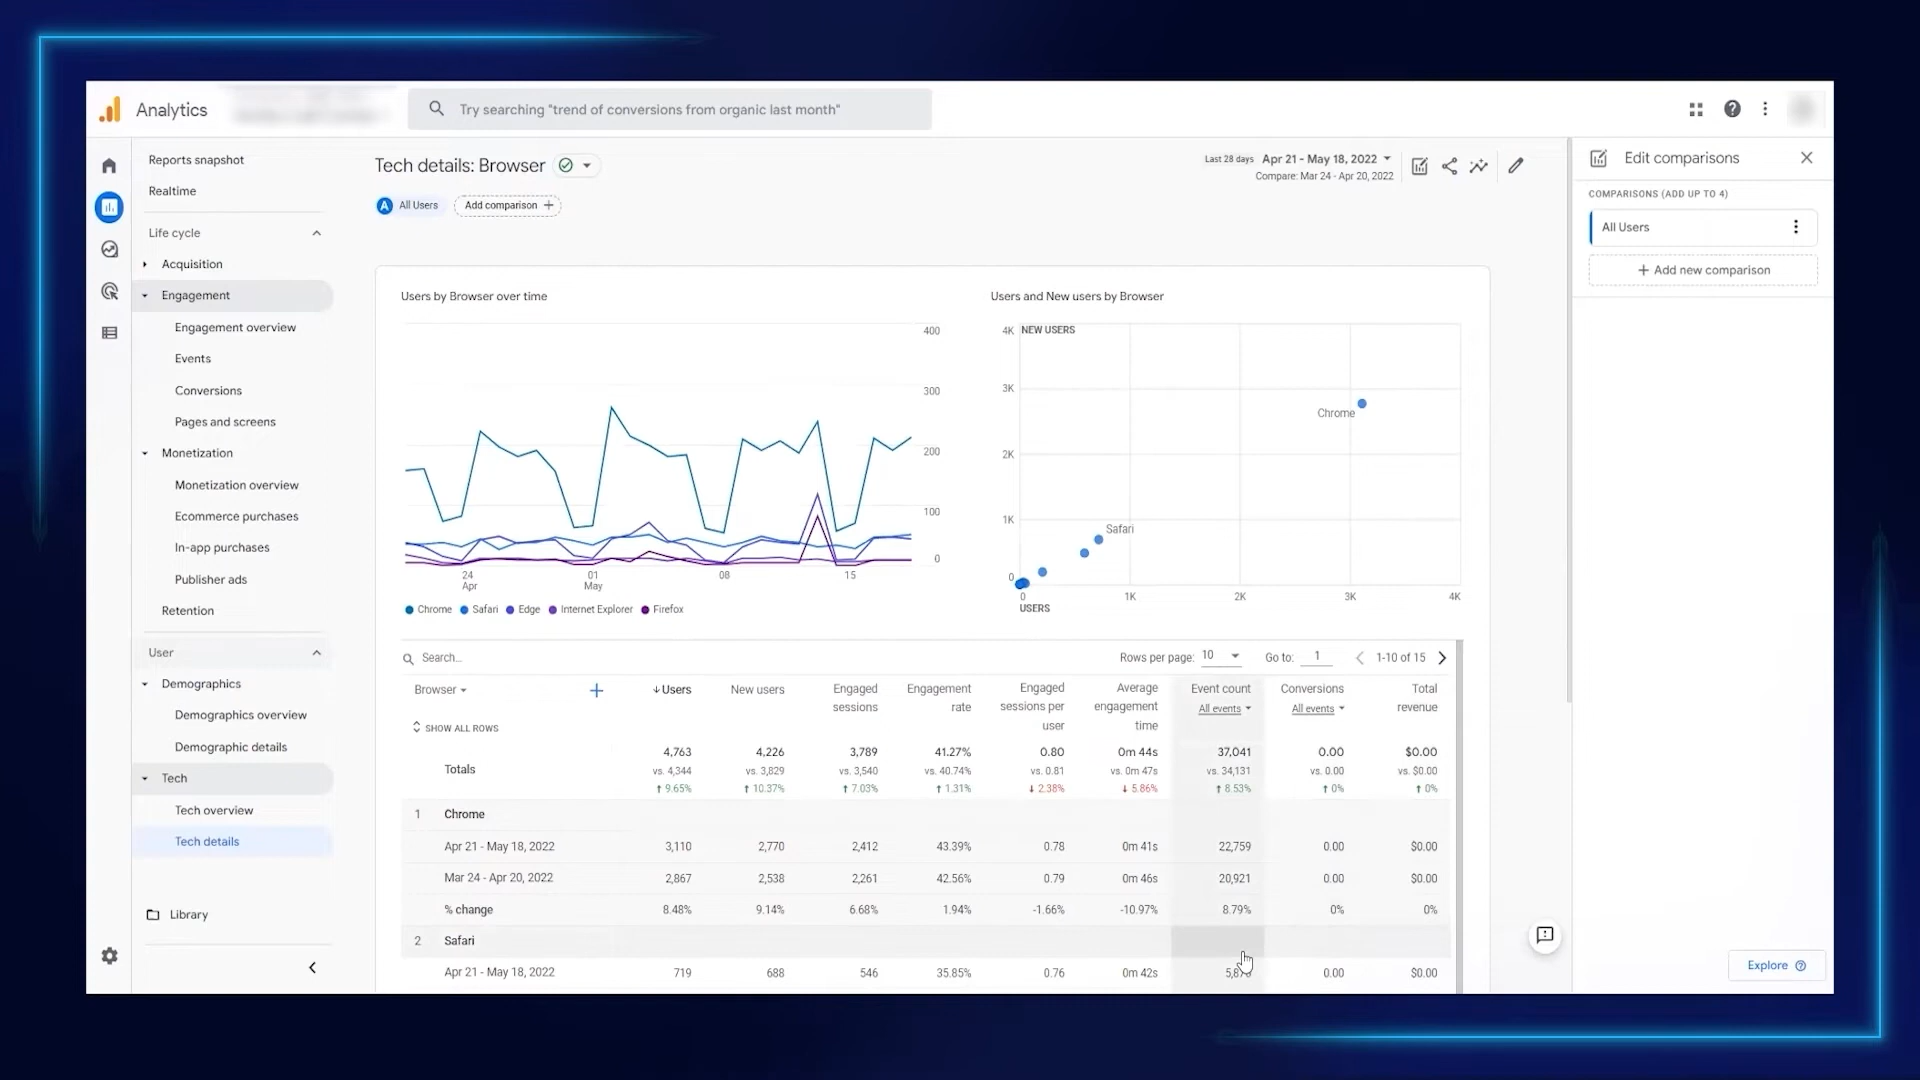 Analytics
Try searching "trend of conversions from organic last month"
Reports snapshot
Realtime
Life cycle
Acquisition
Engagement
Engagement overview
Events
Conversions
Pages and screens
Monetization
Monetization overview
Ecommerce purchases
In-app purchases
Publisher ads
Retention
User
Demographics
Demographics overview
Demographic details
Tech
Tech overview
Tech details
Library
Tech details: Browser
Last 28 days Apr 21 - May 18, 2022
Compare: Mar 24 - Apr 20, 2022
A All Users
Add comparison +
Users by Browser over time
400
300
200
100
0
24 Apr
01 May
08
15
Chrome Safari Edge Internet Explorer Firefox
Users and New users by Browser
NEW USERS
4K
3K
2K
1K
0
Chrome
Safari
0 1K 2K 3K 4K
USERS
Search...
Rows per page: 10 Go to: 1 1-10 of 15
Browser + ↓Users New users Engaged sessions Engagement rate Engaged sessions per user Average engagement time Event count All events Conversions All events Total revenue
SHOW ALL ROWS
Totals
4,763 4,226 3,789 41.27% 0.80 0m 44s 37,041 0.00 $0.00
vs. 4,344 vs. 3,829 vs. 3,540 vs. 40.74% vs. 0.81 vs. 0m 47s vs. 34,131 vs. 0.00 vs. $0.00
↑ 9.65% ↑ 10.37% ↑ 7.03% ↑ 1.31% ↓ 2.38% ↓ 5.86% ↑ 8.53% ↑ 0% ↑ 0%
1 Chrome
Apr 21 - May 18, 2022 3,110 2,770 2,412 43.39% 0.78 0m 41s 22,759 0.00 $0.00
Mar 24 - Apr 20, 2022 2,867 2,538 2,261 42.56% 0.79 0m 46s 20,921 0.00 $0.00
% change 8.48% 9.14% 6.68% 1.94% -1.66% -10.97% 8.79% 0% 0%
2 Safari
Apr 21 - May 18, 2022 719 688 546 35.85% 0.76 0m 42s 0.00 $0.00
Edit comparisons
COMPARISONS (ADD UP TO 4)
All Users
+ Add new comparison
Explore